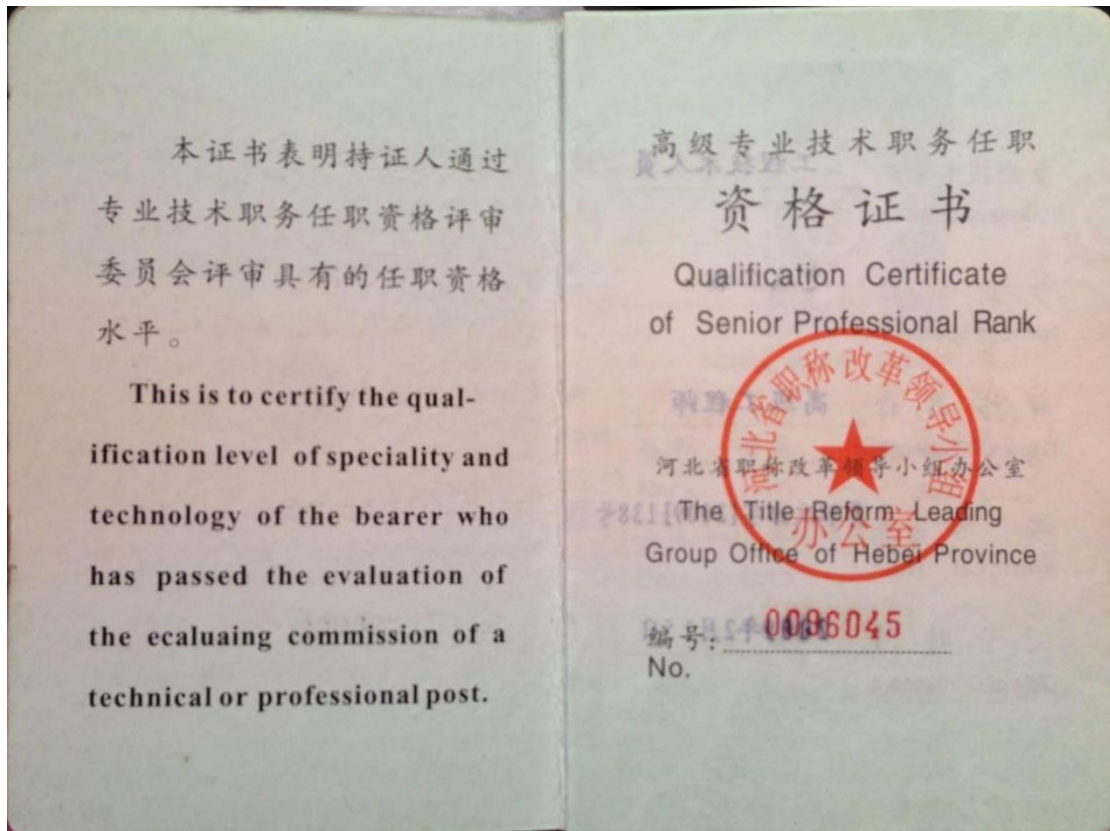 本证书表明持证人通过
专业技术职务任职资格评审
委员会评审具有的任职资格
水平。
This is to certify the qual-
ification level of speciality and
technology of the bearer who
has passed the evaluation of
the ecaluaing commission of a
technical or professional post.
高级专业技术职务任职
资格证书
Qualification Certificate
of Senior Professional Rank
河北省职称改革领导小组
办公室
河北省职称改革领导小组办公室
The Title Reform Leading
Group Office of Hebei Province
编号: 0096045
No.